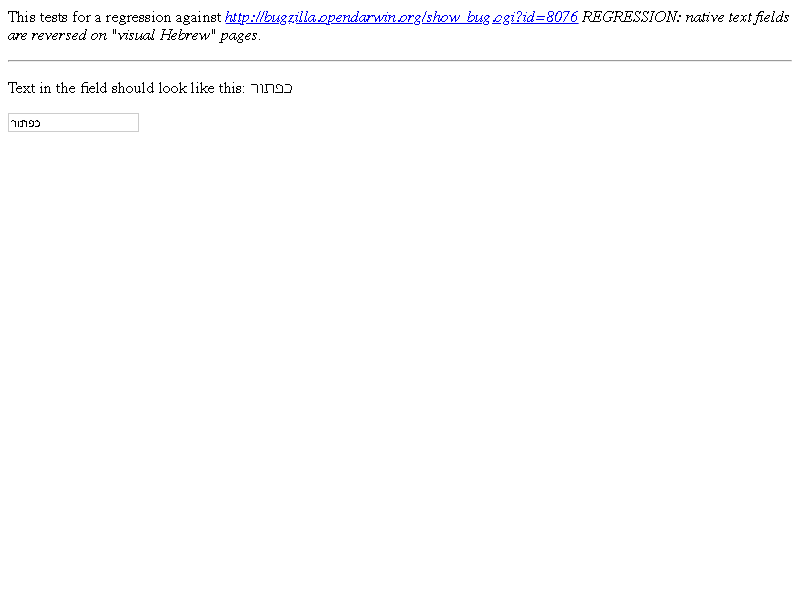 This tests for a regression against http://bugzilla.opendarwin.org/show_bug.cgi?id=8076 REGRESSION: native text fields
are reversed on "visual Hebrew" pages.
Text in the field should look like this: כפתור
כפתור